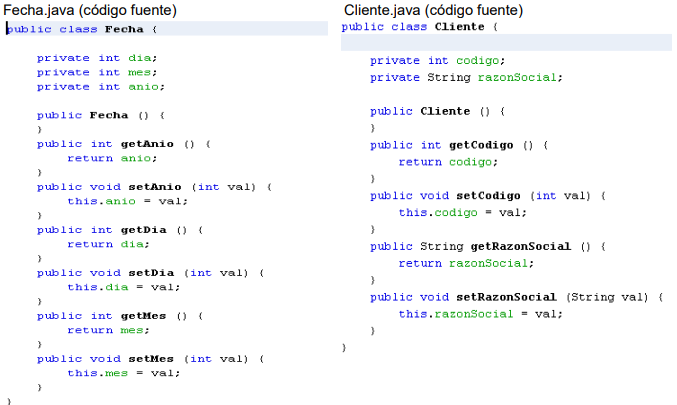 Fecha.java (código fuente)
public class Fecha {
private int dia;
private int mes;
private int anio;
public Fecha () {
}
public int getAnio () {
return anio;
}
public void setAnio (int val) {
this.anio = val;
}
public int getDia () {
return dia;
}
public void setDia (int val) {
this.dia = val;
}
public int getMes () {
return mes;
}
public void setMes (int val) {
this.mes = val;
}
}
Cliente.java (código fuente)
public class Cliente {
private int codigo;
private String razonSocial;
public Cliente () {
}
public int getCodigo () {
return codigo;
}
public void setCodigo (int val) {
this.codigo = val;
}
public String getRazonSocial () {
return razonSocial;
}
public void setRazonSocial (String val) {
this.razonSocial = val;
}
}